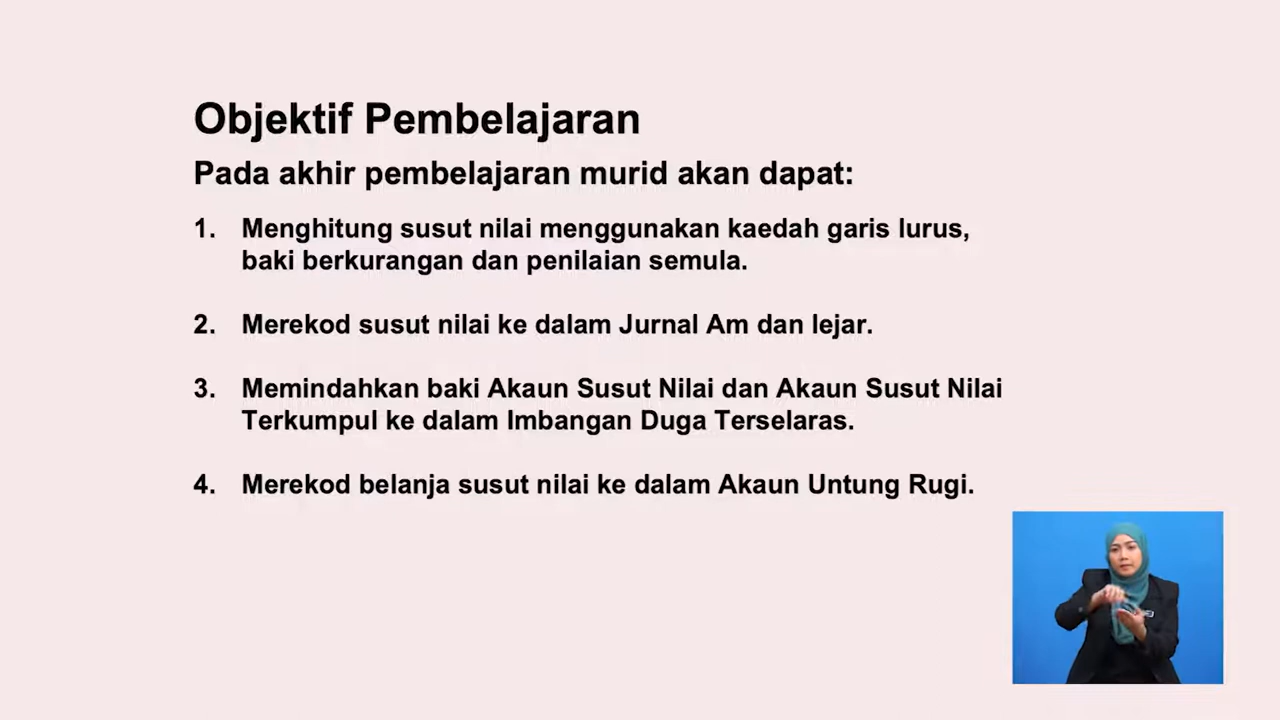 Objektif Pembelajaran
Pada akhir pembelajaran murid akan dapat:
1. Menghitung susut nilai menggunakan kaedah garis lurus,
baki berkurangan dan penilaian semula.
2. Merekod susut nilai ke dalam Jurnal Am dan lejar.
3. Memindahkan baki Akaun Susut Nilai dan Akaun Susut Nilai
Terkumpul ke dalam Imbangan Duga Terselaras.
4. Merekod belanja susut nilai ke dalam Akaun Untung Rugi.